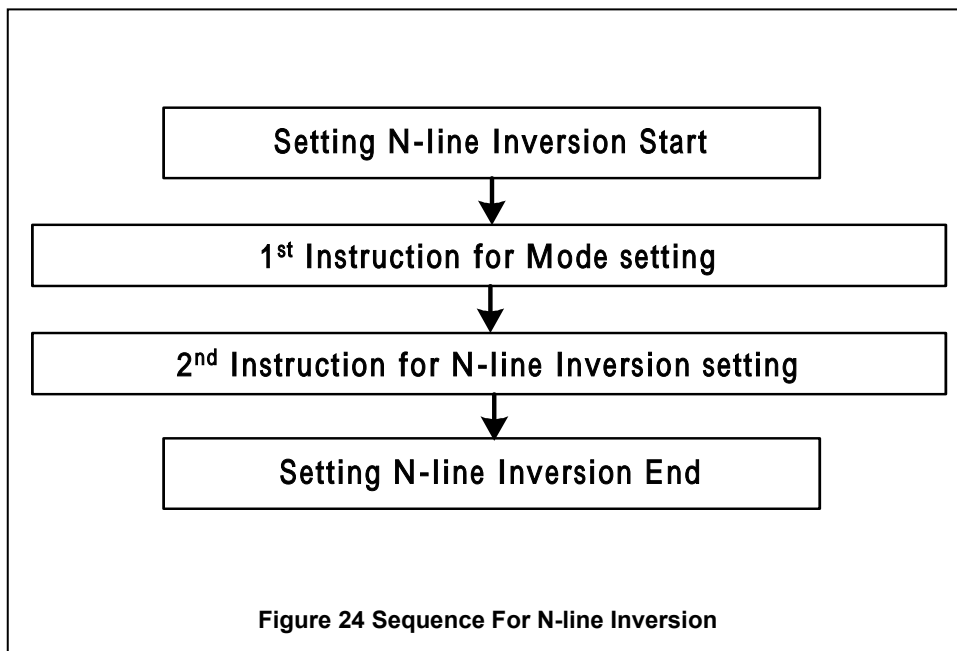 Setting N-line Inversion Start
1st Instruction for Mode setting
2nd Instruction for N-line Inversion setting
Setting N-line Inversion End
Figure 24 Sequence For N-line Inversion